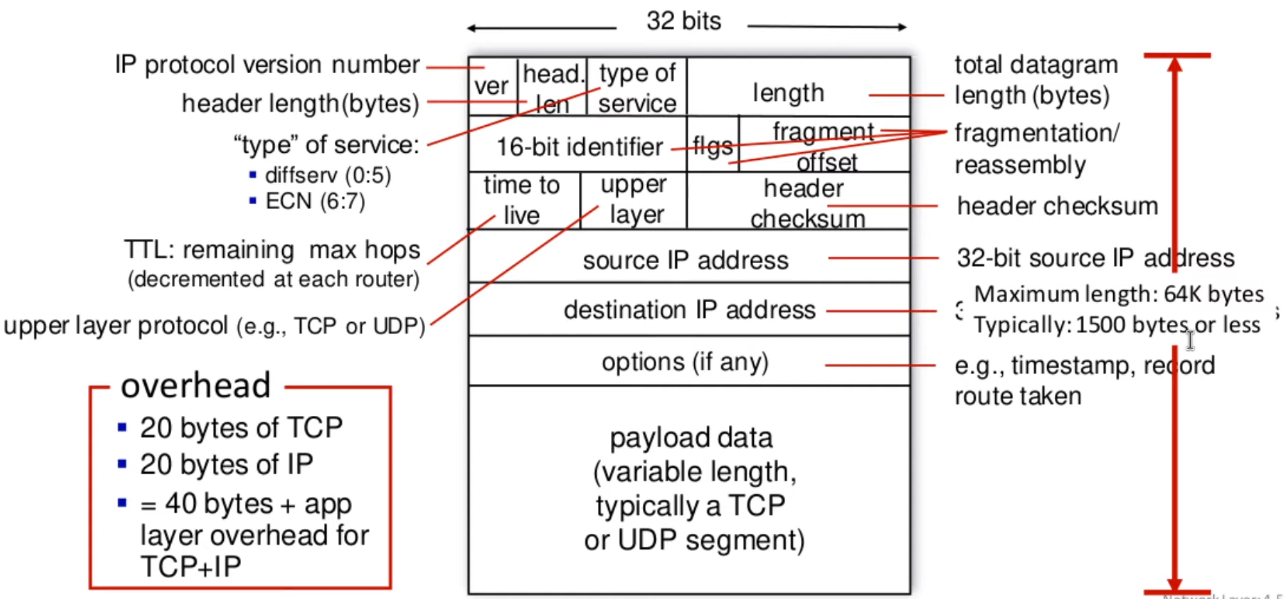 32 bits
IP protocol version number
header length(bytes)
“type” of service:
▪ diffserv (0:5)
▪ ECN (6:7)
TTL: remaining max hops
(decremented at each router)
upper layer protocol (e.g., TCP or UDP)
overhead
▪ 20 bytes of TCP
▪ 20 bytes of IP
▪ = 40 bytes + app
layer overhead for
TCP+IP
ver
head.
len
type of
service
length
16-bit identifier
flgs
fragment
offset
time to
live
upper
layer
header
checksum
source IP address
destination IP address
options (if any)
payload data
(variable length,
typically a TCP
or UDP segment)
total datagram
length (bytes)
fragmentation/
reassembly
header checksum
32-bit source IP address
Maximum length: 64K bytes
Typically: 1500 bytes or less
e.g., timestamp, record
route taken